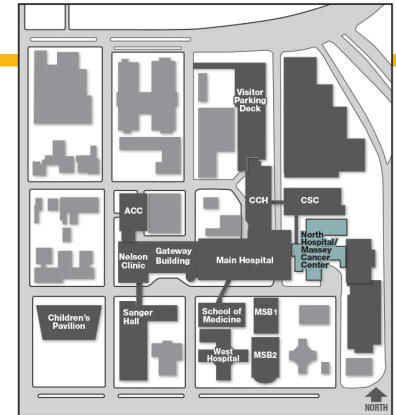 Visitor
Parking
Deck
CCH
CSC
ACC
North
Hospital/
Massey
Cancer
Center
Nelson
Clinic
Gateway
Building
Main Hospital
Children's
Pavilion
Sanger
Hall
School of
Medicine
MSB1
West
Hospital
MSB2
NORTH